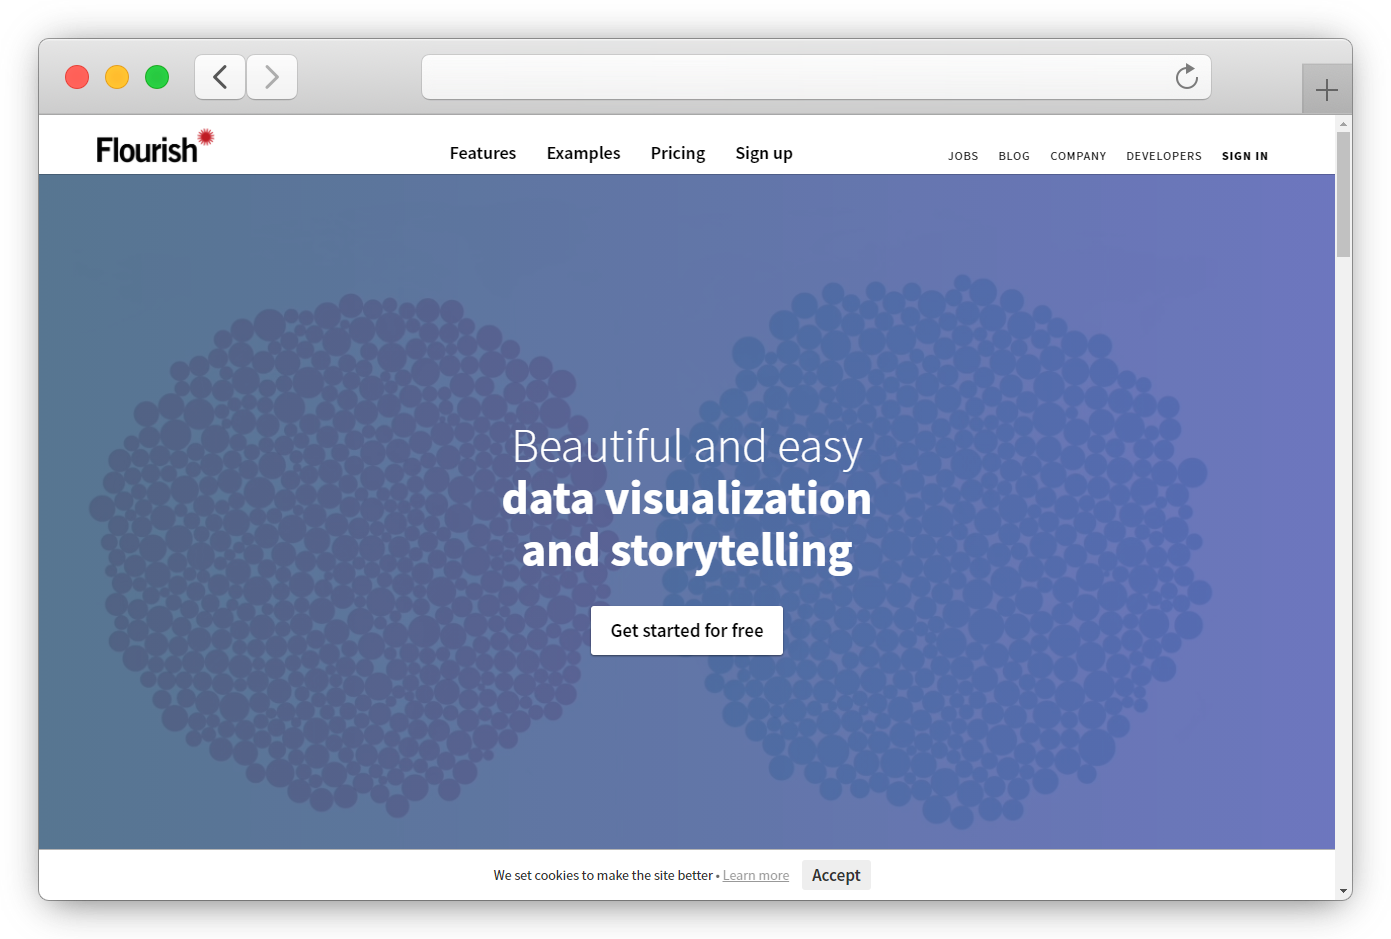 Flourish
Features Examples Pricing Sign up
JOBS BLOG COMPANY DEVELOPERS SIGN IN
Beautiful and easy
data visualization
and storytelling
Get started for free
We set cookies to make the site better • Learn more Accept